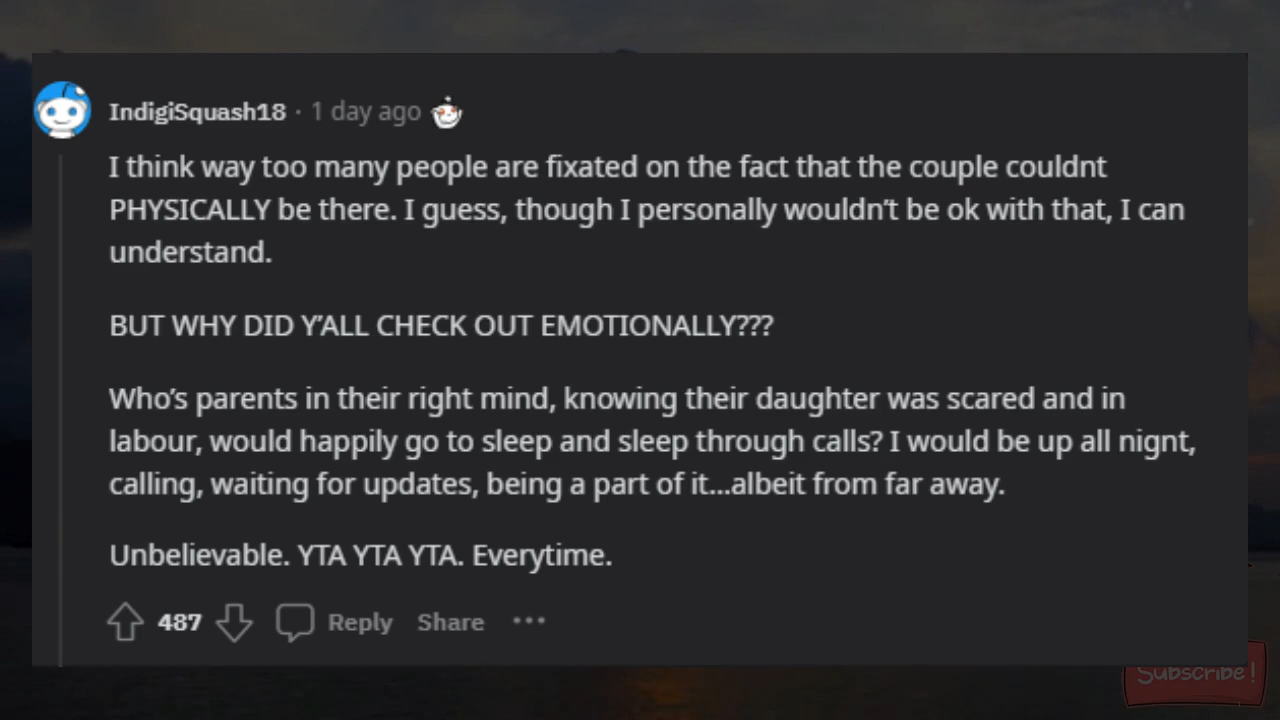 IndigiSquash18 · 1 day ago
I think way too many people are fixated on the fact that the couple couldnt
PHYSICALLY be there. I guess, though I personally wouldn't be ok with that, I can
understand.
BUT WHY DID Y'ALL CHECK OUT EMOTIONALLY???
Who's parents in their right mind, knowing their daughter was scared and in
labour, would happily go to sleep and sleep through calls? I would be up all nignt,
calling, waiting for updates, being a part of it...albeit from far away.
Unbelievable. YTA YTA YTA. Everytime.
487 Reply Share ...
Subscribe!